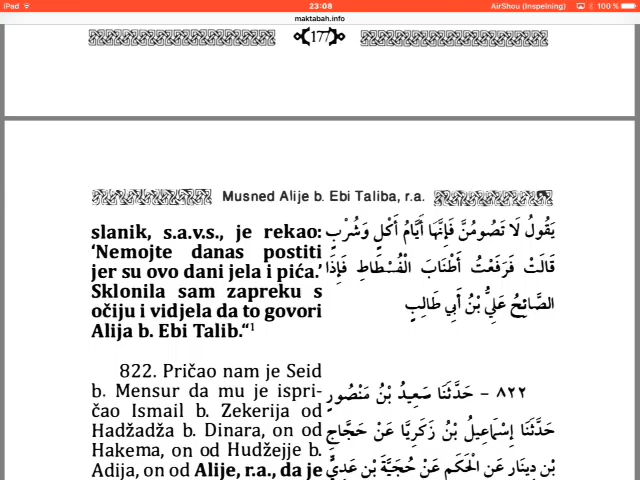 iPad 23:08 AirShou (Inspelning) 100 %
maktabah.info
177
Musned Alije b. Ebi Taliba, r.a.
slanik, s.a.v.s., je rekao:
‘Nemojte danas postiti
jer su ovo dani jela i pića.’
Sklonila sam zapreku s
očiju i vidjela da to govori
Alija b. Ebi Talib.“1
822. Pričao nam je Seid
b. Mensur da mu je ispri-
čao Ismail b. Zekerija od
Hadžadža b. Dinara, on od
Hakema, on od Hudžejje b.
Adija, on od Alije, r.a., da je
يَقُولُ لَا تَصُومُنَّ فَإِنَّهَا أَيَّامُ أَكْلٍ وَشُرْبٍ
قَالَتْ فَرَفَعْتُ أَطْنَابَ الْفُسْطَاطِ فَإِذَا
الصَّائِحُ عَلِيُّ بْنُ أَبِي طَالِبٍ
٨٢٢ – حَدَّثَنَا سَعِيدُ بْنُ مَنْصُورٍ
حَدَّثَنَا إِسْمَاعِيلُ بْنُ زَكَرِيَّا عَنْ حَجَّاجِ
بْنِ دِينَارٍ عَنِ الْحَكَمِ عَنْ حُجَيَّةَ بْنِ عَدِيٍّ